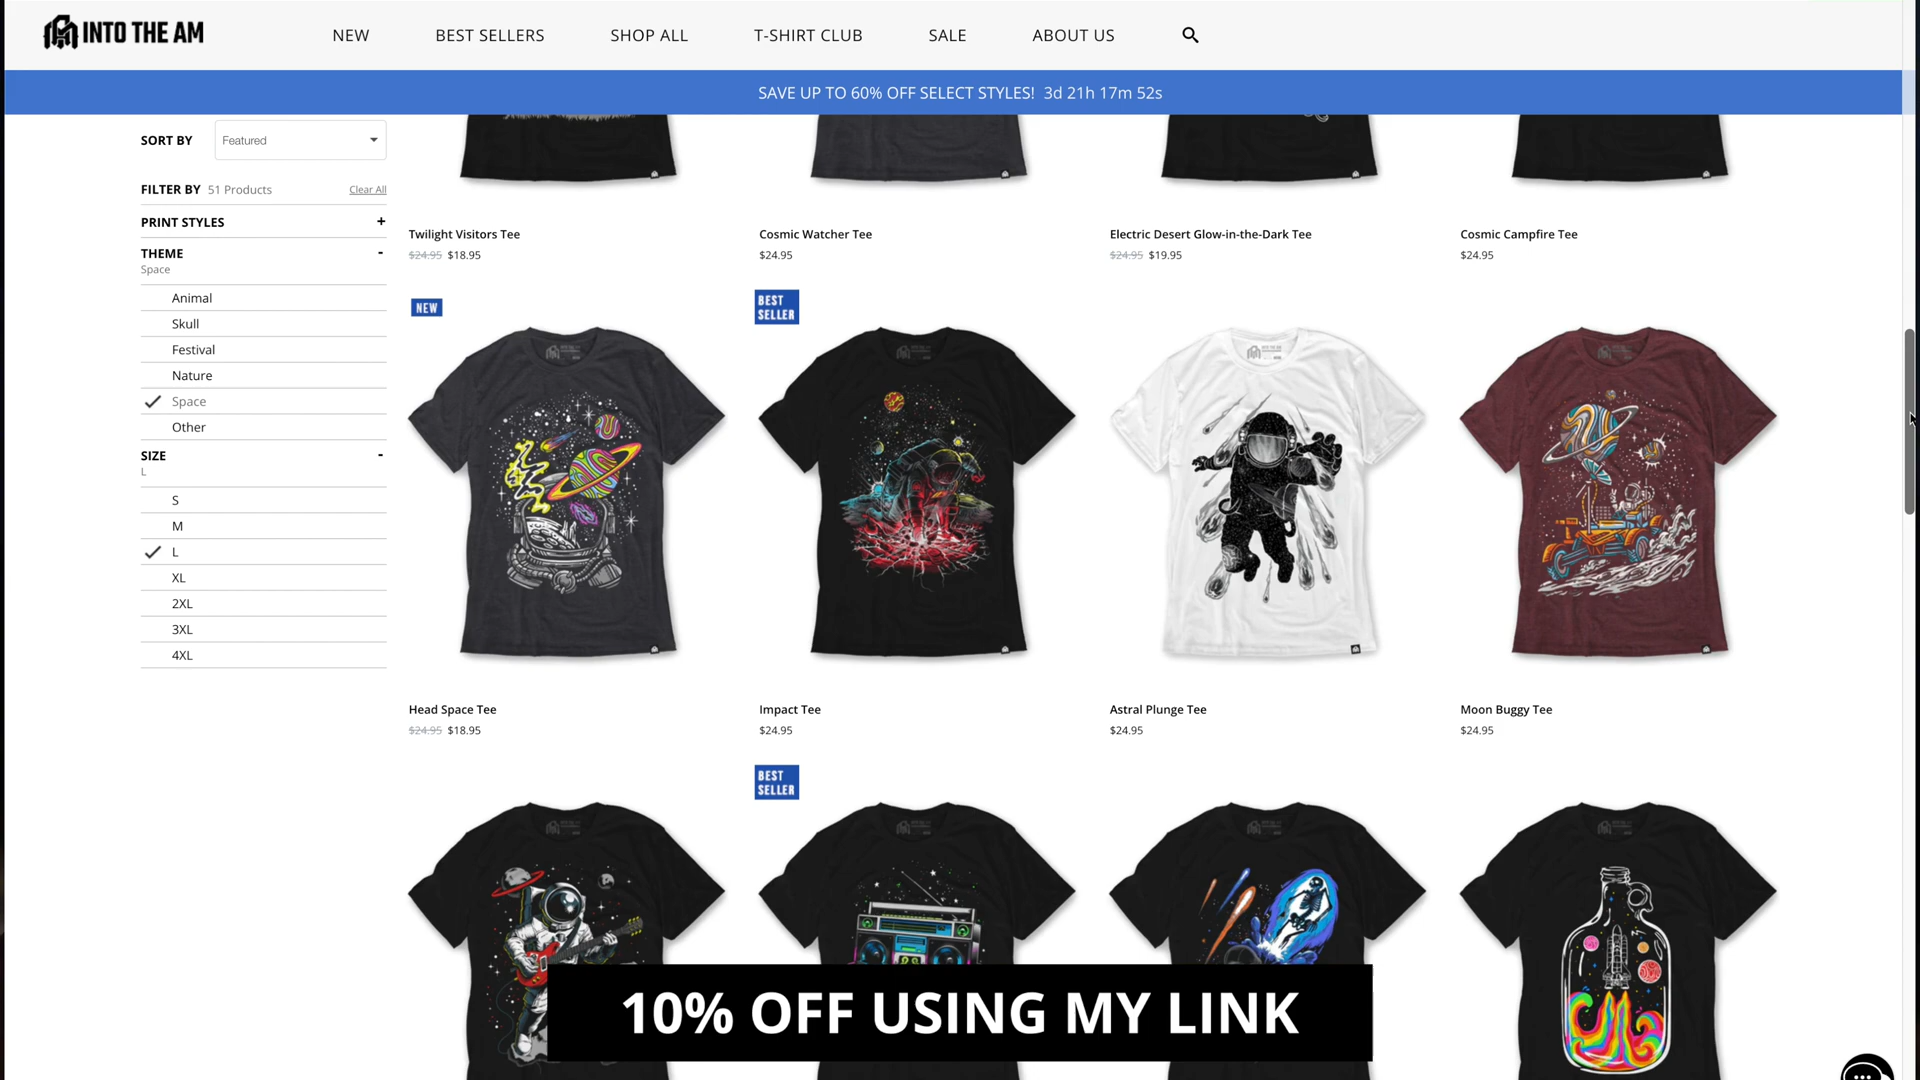 INTO THE AM
NEW
BEST SELLERS
SHOP ALL
T-SHIRT CLUB
SALE
ABOUT US
SAVE UP TO 60% OFF SELECT STYLES! 3d 21h 17m 52s
SORT BY
Featured
FILTER BY 51 Products
Clear All
PRINT STYLES +
THEME -
Space
Animal
Skull
Festival
Nature
Space
Other
SIZE -
L
S
M
L
XL
2XL
3XL
4XL
Twilight Visitors Tee
$24.95 $18.95
Cosmic Watcher Tee
$24.95
Electric Desert Glow-in-the-Dark Tee
$24.95 $19.95
Cosmic Campfire Tee
$24.95
NEW
BEST
SELLER
Head Space Tee
$24.95 $18.95
Impact Tee
$24.95
Astral Plunge Tee
$24.95
Moon Buggy Tee
$24.95
BEST
SELLER
10% OFF USING MY LINK